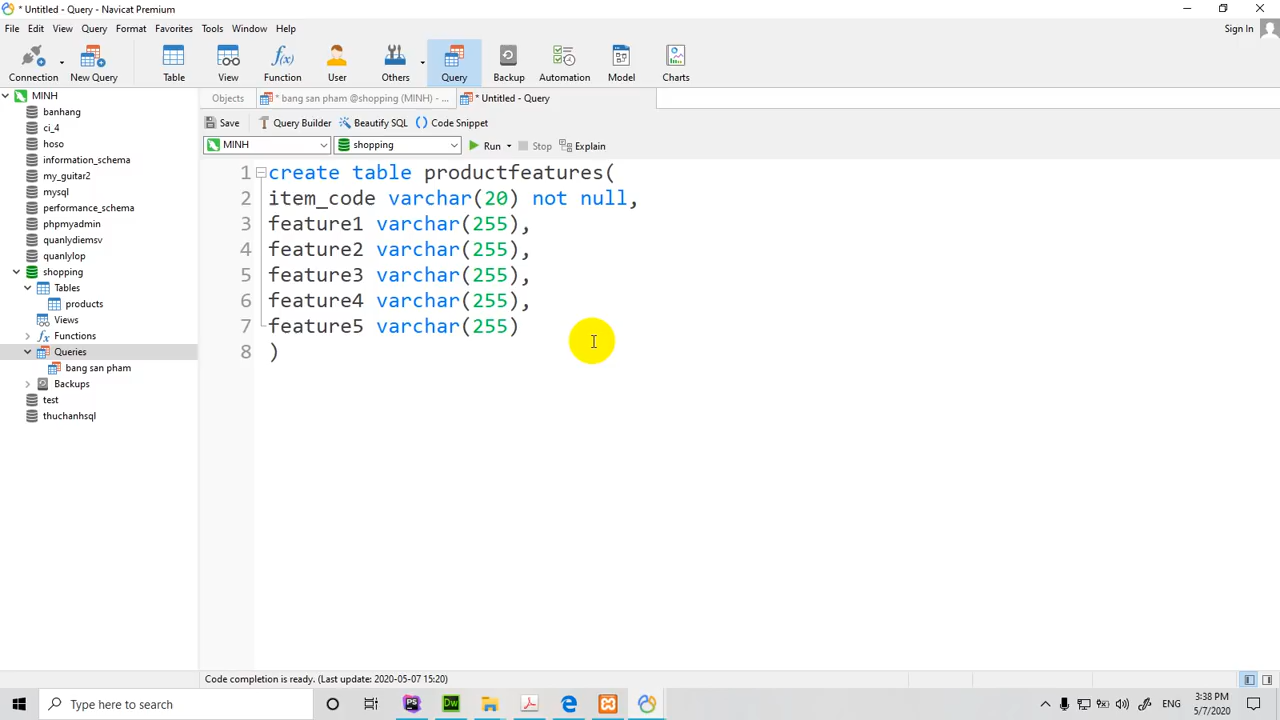 * Untitled - Query - Navicat Premium
File Edit View Query Format Favorites Tools Window Help
Sign In
Connection New Query Table View Function User Others Query Backup Automation Model Charts
MINH
banhang
ci_4
hoso
information_schema
my_guitar2
mysql
performance_schema
phpmyadmin
quanlydiemsv
quanlylop
shopping
Tables
products
Views
Functions
Queries
bang san pham
Backups
test
thuchanhsql
Objects * bang san pham @shopping (MINH) - ... * Untitled - Query
Save Query Builder Beautify SQL () Code Snippet
MINH shopping Run Stop Explain
1 create table productfeatures(
2 item_code varchar(20) not null,
3 feature1 varchar(255),
4 feature2 varchar(255),
5 feature3 varchar(255),
6 feature4 varchar(255),
7 feature5 varchar(255)
8 )
Code completion is ready. (Last update: 2020-05-07 15:20)
Type here to search
PS Dw
ENG
3:38 PM
5/7/2020